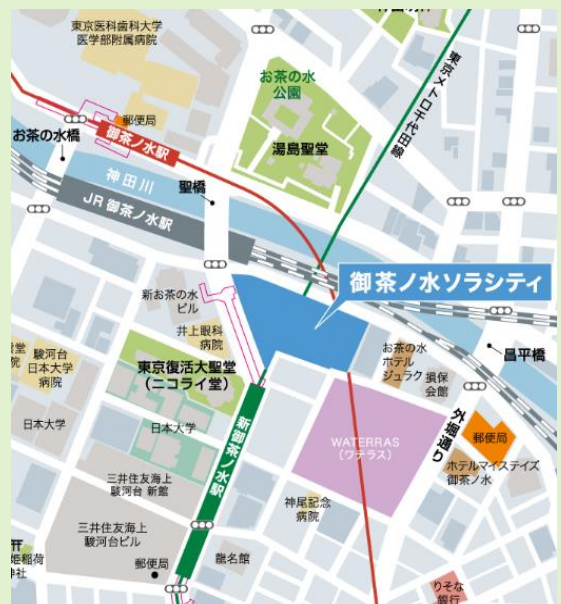 東京医科歯科大学
医学部附属病院
お茶の水
公園
東京メトロ千代田線
郵便局
御茶ノ水駅
お茶の水橋
湯島聖堂
神田川
聖橋
JR 御茶ノ水駅
御茶ノ水ソラシティ
新お茶の水
ビル
井上眼科
病院
お茶の水
ホテル
ジュラク
昌平橋
損保
会館
駿河台
日本大学
病院
東京復活大聖堂
(ニコライ堂)
外堀通り
日本大学
日本大学
新御茶ノ水駅
WATERRAS
(ワテラス)
郵便局
ホテルマイステイズ
御茶ノ水
三井住友海上
駿河台 新館
神尾記念
病院
三井住友海上
駿河台ビル
郵便局
龍名館
姫稲荷
神社
りそな
銀行